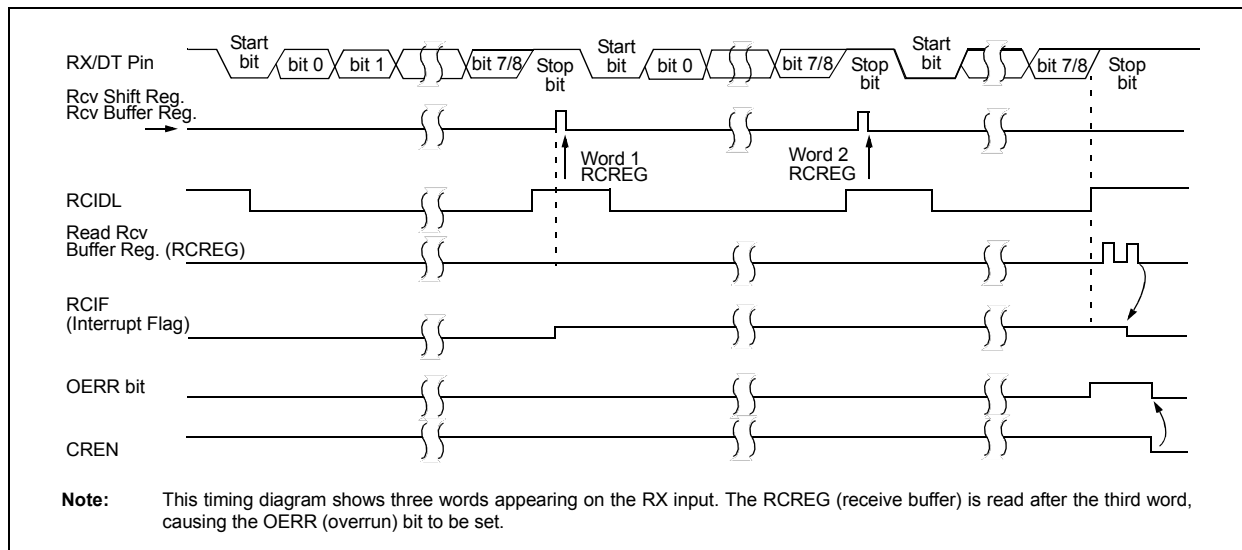 Start bit
bit 0
bit 1
bit 7/8
Stop bit
Start bit
bit 0
bit 7/8
Stop bit
Start bit
bit 7/8
Stop bit
RX/DT Pin
Rcv Shift Reg.
Rcv Buffer Reg.
Word 1
RCREG
Word 2
RCREG
RCIDL
Read Rcv
Buffer Reg. (RCREG)
RCIF
(Interrupt Flag)
OERR bit
CREN
Note: This timing diagram shows three words appearing on the RX input. The RCREG (receive buffer) is read after the third word,
causing the OERR (overrun) bit to be set.